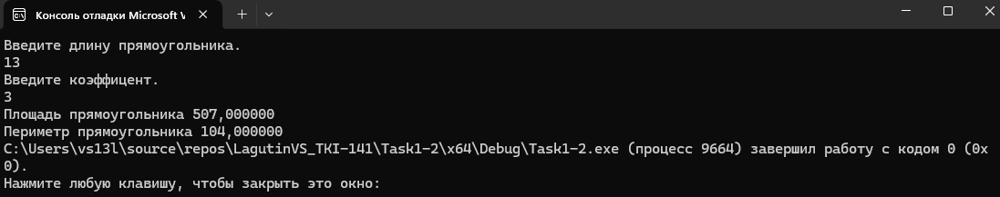 Консоль отладки Microsoft V
Введите длину прямоугольника.
13
Введите коэффицент.
3
Площадь прямоугольника 507,000000
Периметр прямоугольника 104,000000
C:\Users\vs13l\source\repos\LagutinVS_TKI-141\Task1-2\x64\Debug\Task1-2.exe (процесс 9664) завершил работу с кодом 0 (0x
0).
Нажмите любую клавишу, чтобы закрыть это окно: